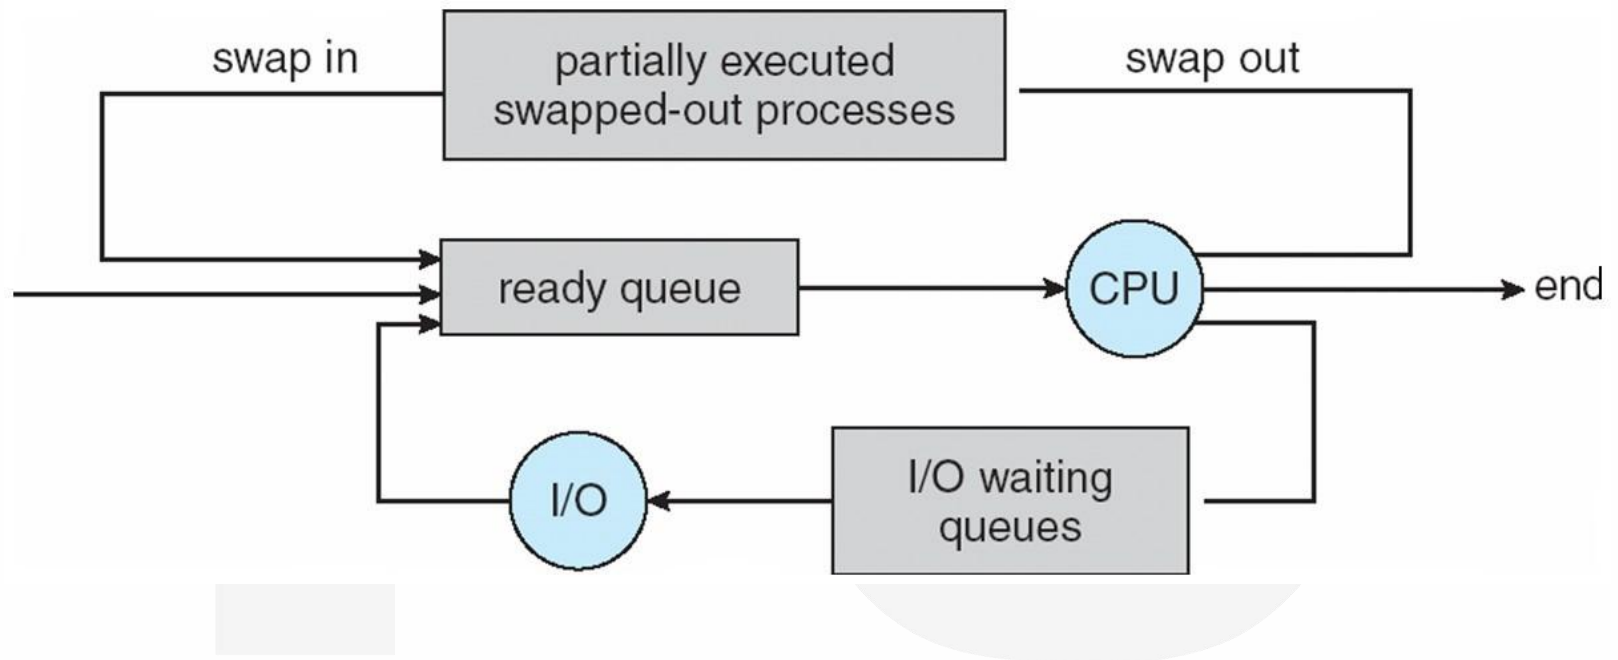 swap in
partially executed
swapped-out processes
swap out
ready queue
CPU
end
I/O
I/O waiting
queues